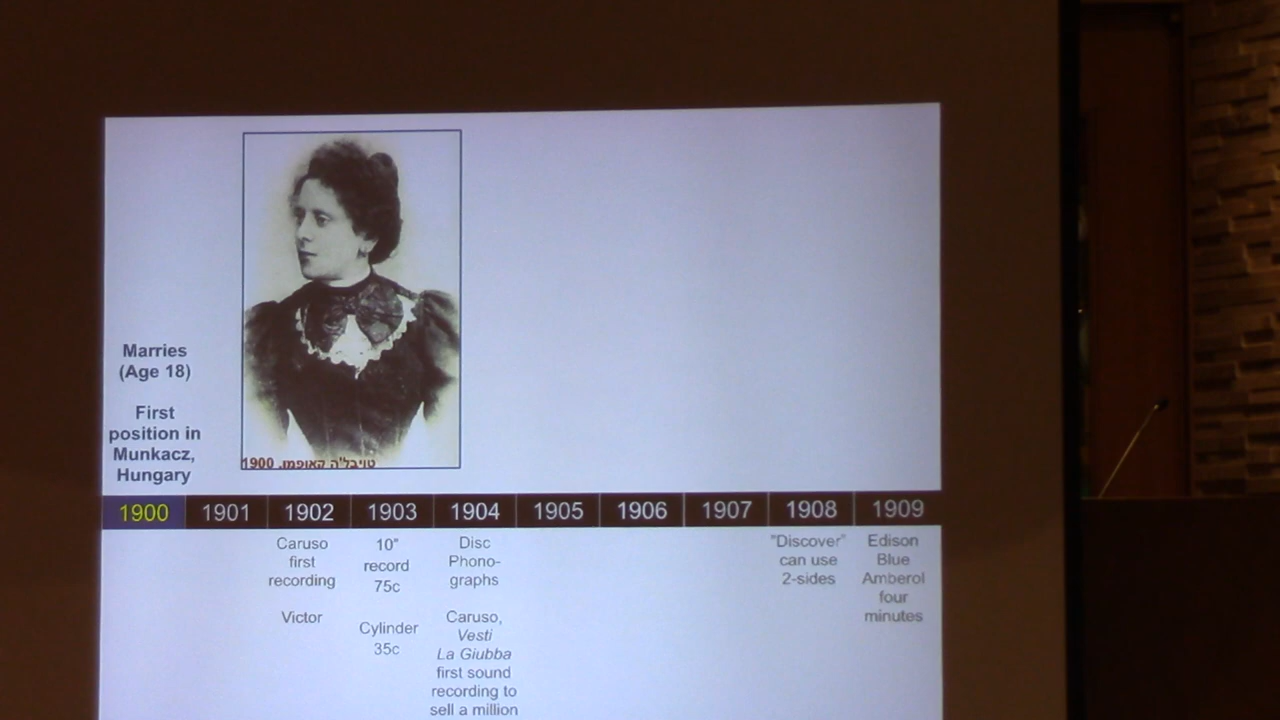 Marries
(Age 18)
First
position in
Munkacz,
Hungary
טויבל'ה קאופמן, 1900
1900 1901 1902 1903 1904 1905 1906 1907 1908 1909
Caruso
first
recording
Victor
10"
record
75c
Cylinder
35c
Disc
Phono-
graphs
Caruso,
Vesti
La Giubba
first sound
recording to
sell a million
"Discover"
can use
2-sides
Edison
Blue
Amberol
four
minutes